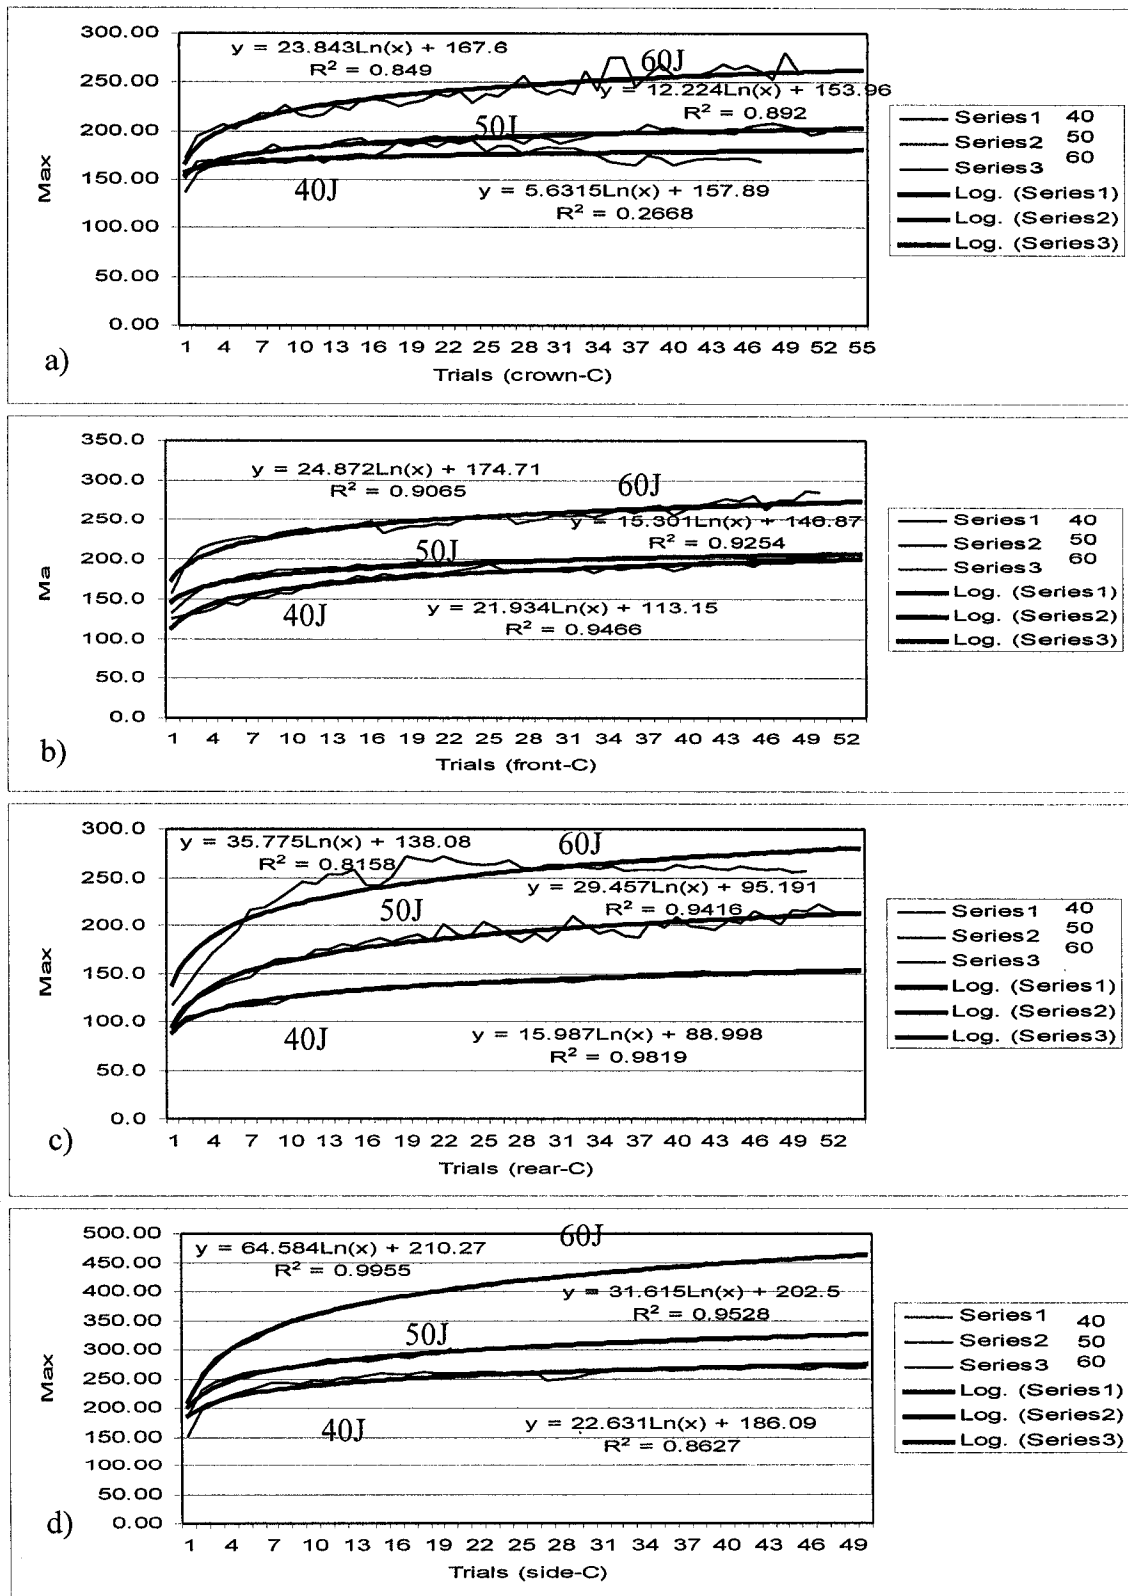 300.00
250.00
200.00
150.00
100.00
50.00
0.00
Max
y = 23.843Ln(x) + 167.6
R² = 0.849
60J
y = 12.224Ln(x) + 153.96
R² = 0.892
50J
40J
y = 5.6315Ln(x) + 157.89
R² = 0.2668
1 4 7 10 13 16 19 22 25 28 31 34 37 40 43 46 49 52 55
Trials (crown-C)
a)
Series1 40
Series2 50
Series3 60
Log. (Series1)
Log. (Series2)
Log. (Series3)
350.0
300.0
250.0
200.0
150.0
100.0
50.0
0.0
Ma
y = 24.872Ln(x) + 174.71
R² = 0.9065
60J
y = 15.301Ln(x) + 146.87
R² = 0.9254
50J
40J
y = 21.934Ln(x) + 113.15
R² = 0.9466
1 4 7 10 13 16 19 22 25 28 31 34 37 40 43 46 49 52
Trials (front-C)
b)
Series1 40
Series2 50
Series3 60
Log. (Series1)
Log. (Series2)
Log. (Series3)
300.0
250.0
200.0
150.0
100.0
50.0
0.0
Max
y = 35.775Ln(x) + 138.08
R² = 0.8158
60J
y = 29.457Ln(x) + 95.191
R² = 0.9416
50J
40J
y = 15.987Ln(x) + 88.998
R² = 0.9819
1 4 7 10 13 16 19 22 25 28 31 34 37 40 43 46 49 52
Trials (rear-C)
c)
Series1 40
Series2 50
Series3 60
Log. (Series1)
Log. (Series2)
Log. (Series3)
500.00
450.00
400.00
350.00
300.00
250.00
200.00
150.00
100.00
50.00
0.00
Max
y = 64.584Ln(x) + 210.27
R² = 0.9955
60J
y = 31.615Ln(x) + 202.5
R² = 0.9528
50J
40J
y = 22.631Ln(x) + 186.09
R² = 0.8627
1 4 7 10 13 16 19 22 25 28 31 34 37 40 43 46 49
Trials (side-C)
d)
Series1 40
Series2 50
Series3 60
Log. (Series1)
Log. (Series2)
Log. (Series3)